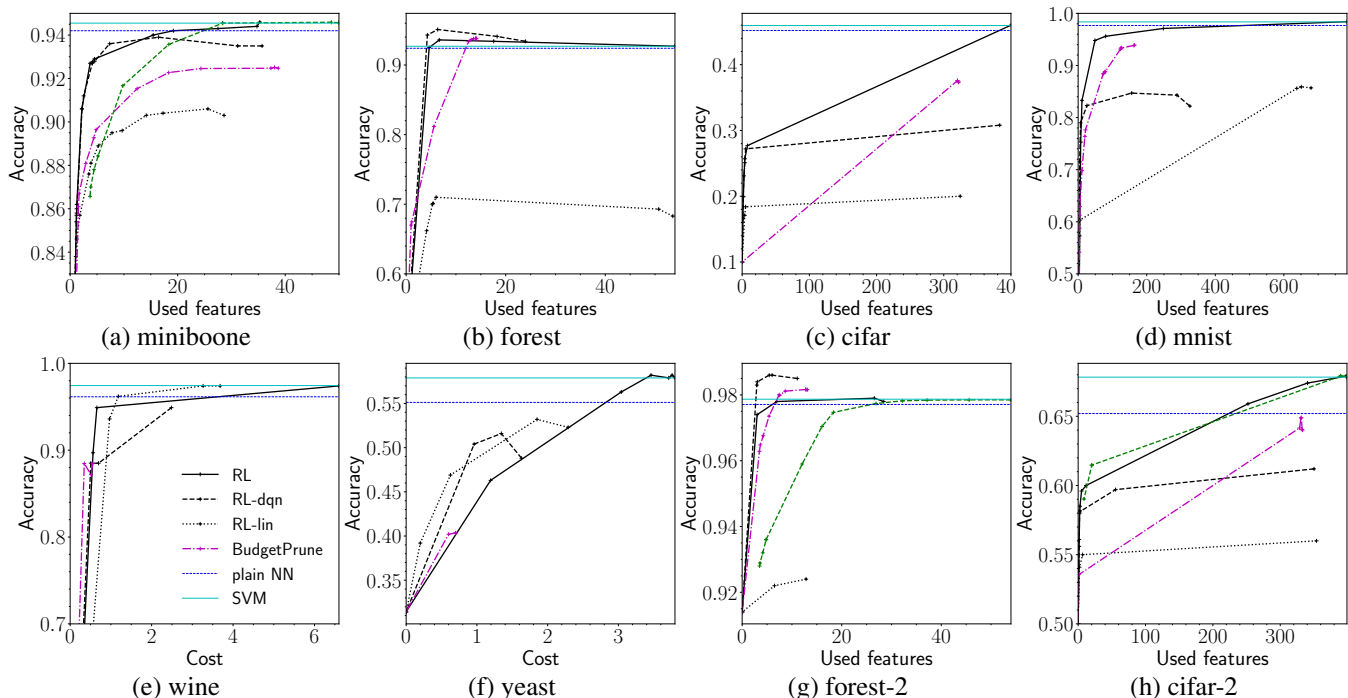 0.94
0.92
0.90
0.88
0.86
0.84
Accuracy
0 20 40
Used features
(a) miniboone
0.9
0.8
0.7
0.6
Accuracy
0 20 40
Used features
(b) forest
0.4
0.3
0.2
0.1
Accuracy
0 100 200 300 400
Used features
(c) cifar
1.0
0.9
0.8
0.7
0.6
0.5
Accuracy
0 200 400 600
Used features
(d) mnist
1.0
0.9
0.8
0.7
Accuracy
RL
RL-dqn
RL-lin
BudgetPrune
plain NN
SVM
0 2 4 6
Cost
(e) wine
0.55
0.50
0.45
0.40
0.35
Accuracy
0 1 2 3
Cost
(f) yeast
0.98
0.96
0.94
0.92
Accuracy
0 20 40
Used features
(g) forest-2
0.65
0.60
0.55
0.50
Accuracy
0 100 200 300
Used features
(h) cifar-2